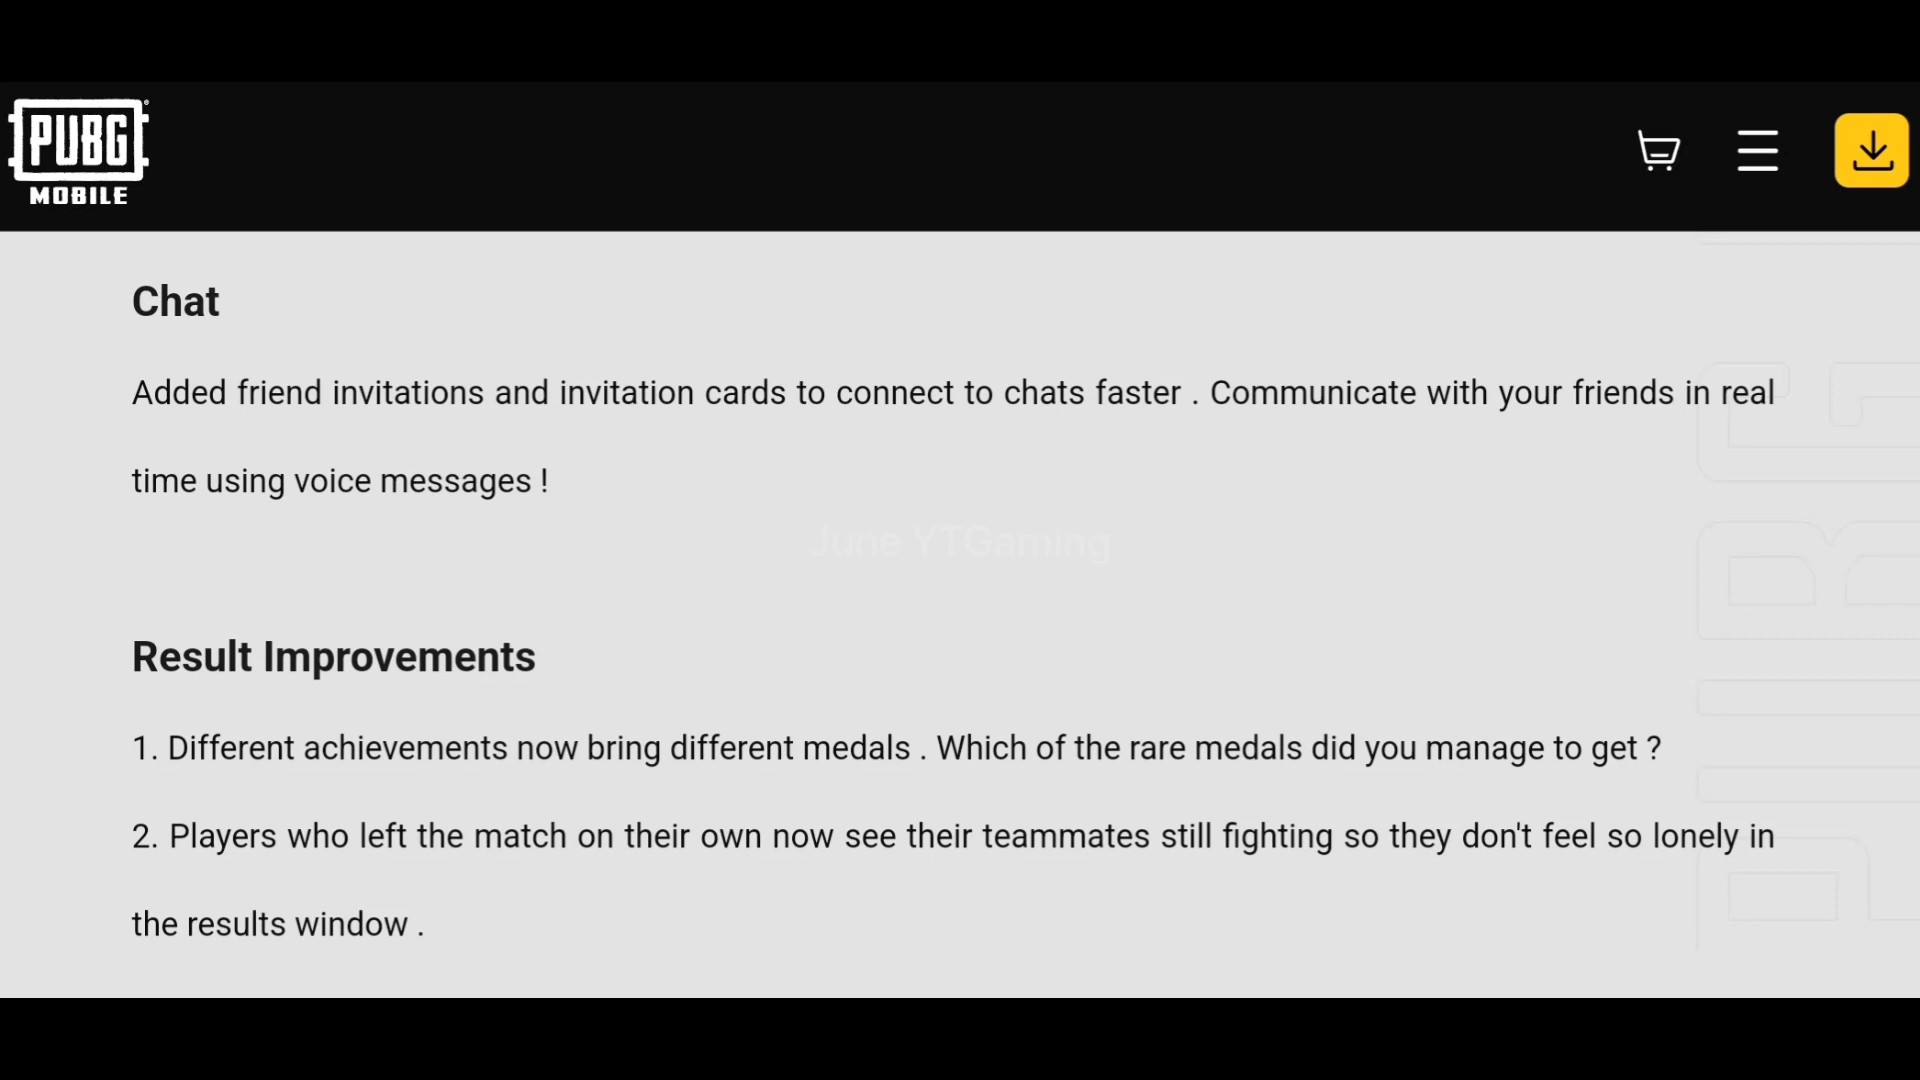 PUBG
MOBILE
Chat
Added friend invitations and invitation cards to connect to chats faster . Communicate with your friends in real
time using voice messages !
June YTGaming
Result Improvements
1. Different achievements now bring different medals . Which of the rare medals did you manage to get ?
2. Players who left the match on their own now see their teammates still fighting so they don't feel so lonely in
the results window .
PUBG